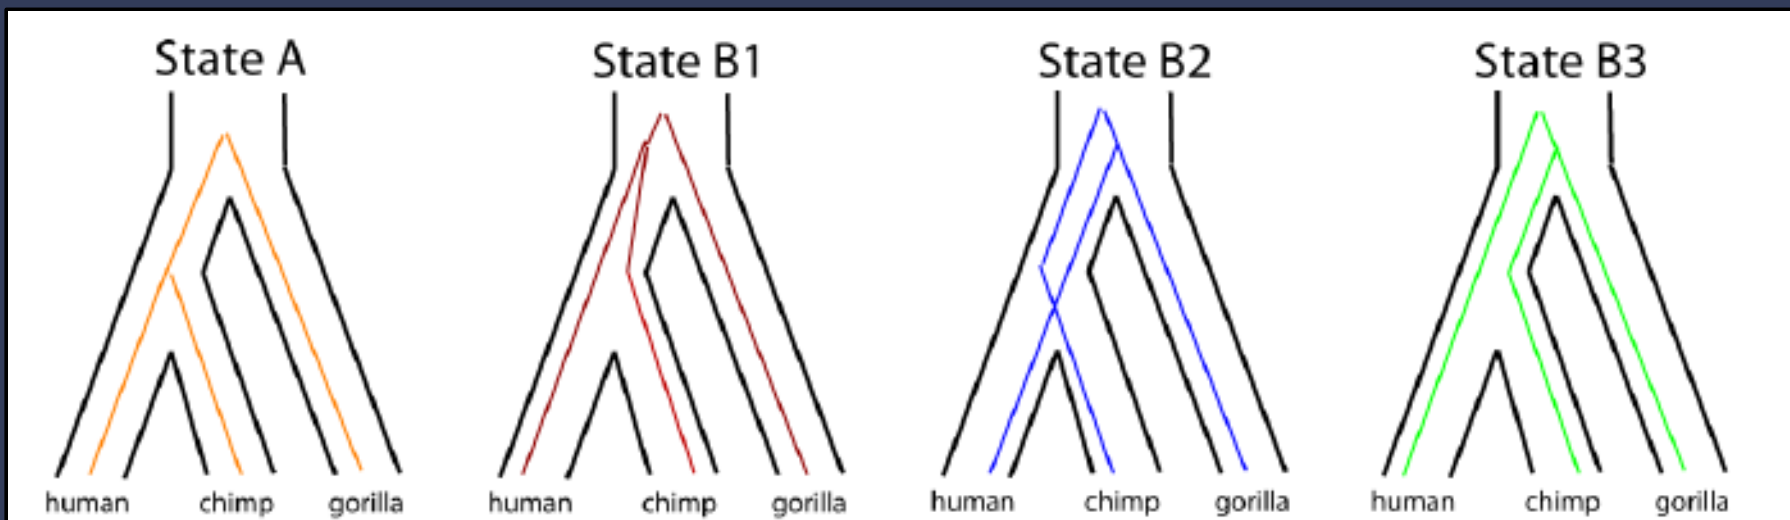 State A
State B1
State B2
State B3
human chimp gorilla
human chimp gorilla
human chimp gorilla
human chimp gorilla